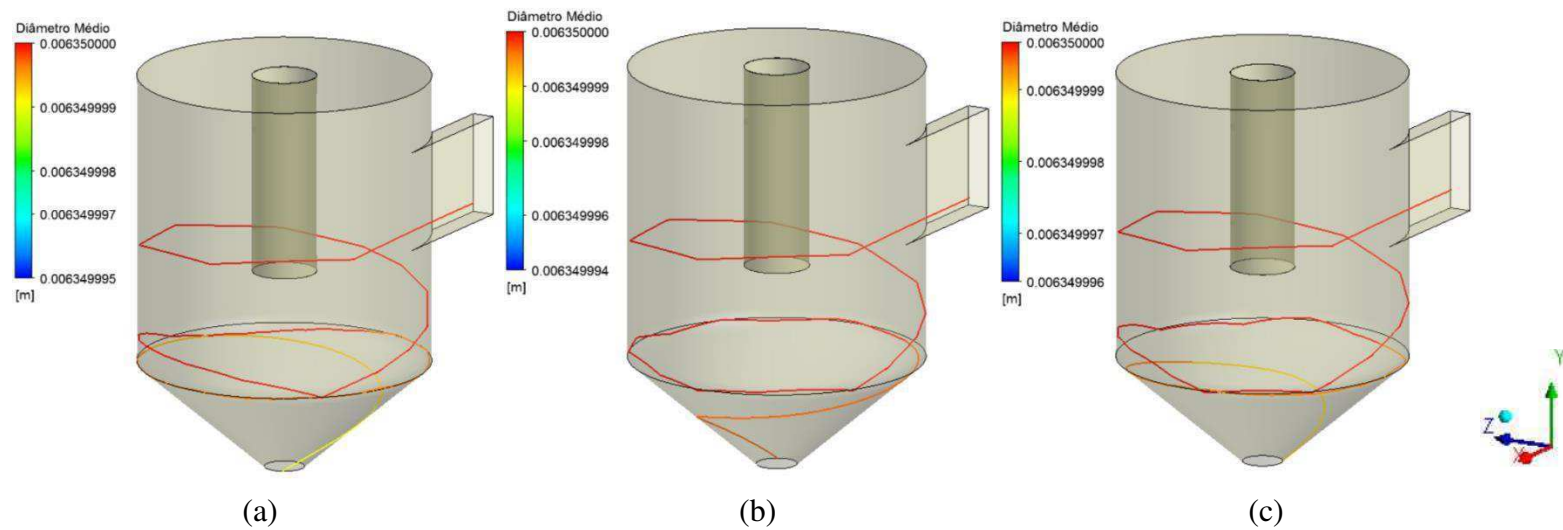 Diâmetro Médio
0.006350000
0.006349999
0.006349998
0.006349997
0.006349995
[m]
(a)
Diâmetro Médio
0.006350000
0.006349999
0.006349998
0.006349996
0.006349994
[m]
(b)
Diâmetro Médio
0.006350000
0.006349999
0.006349998
0.006349997
0.006349996
[m]
(c)
Y
Z
X